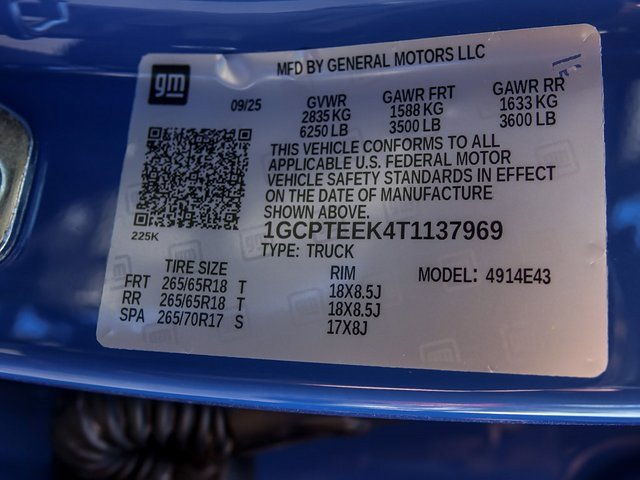 gm
MFD BY GENERAL MOTORS LLC
09/25
GVWR GAWR FRT GAWR RR
2835 KG 1588 KG 1633 KG
6250 LB 3500 LB 3600 LB
THIS VEHICLE CONFORMS TO ALL
APPLICABLE U.S. FEDERAL MOTOR
VEHICLE SAFETY STANDARDS IN EFFECT
ON THE DATE OF MANUFACTURE
SHOWN ABOVE.
225K
1GCPTEEK4T1137969
TYPE: TRUCK
TIRE SIZE RIM MODEL: 4914E43
FRT 265/65R18 T 18X8.5J
RR 265/65R18 T 18X8.5J
SPA 265/70R17 S 17X8J